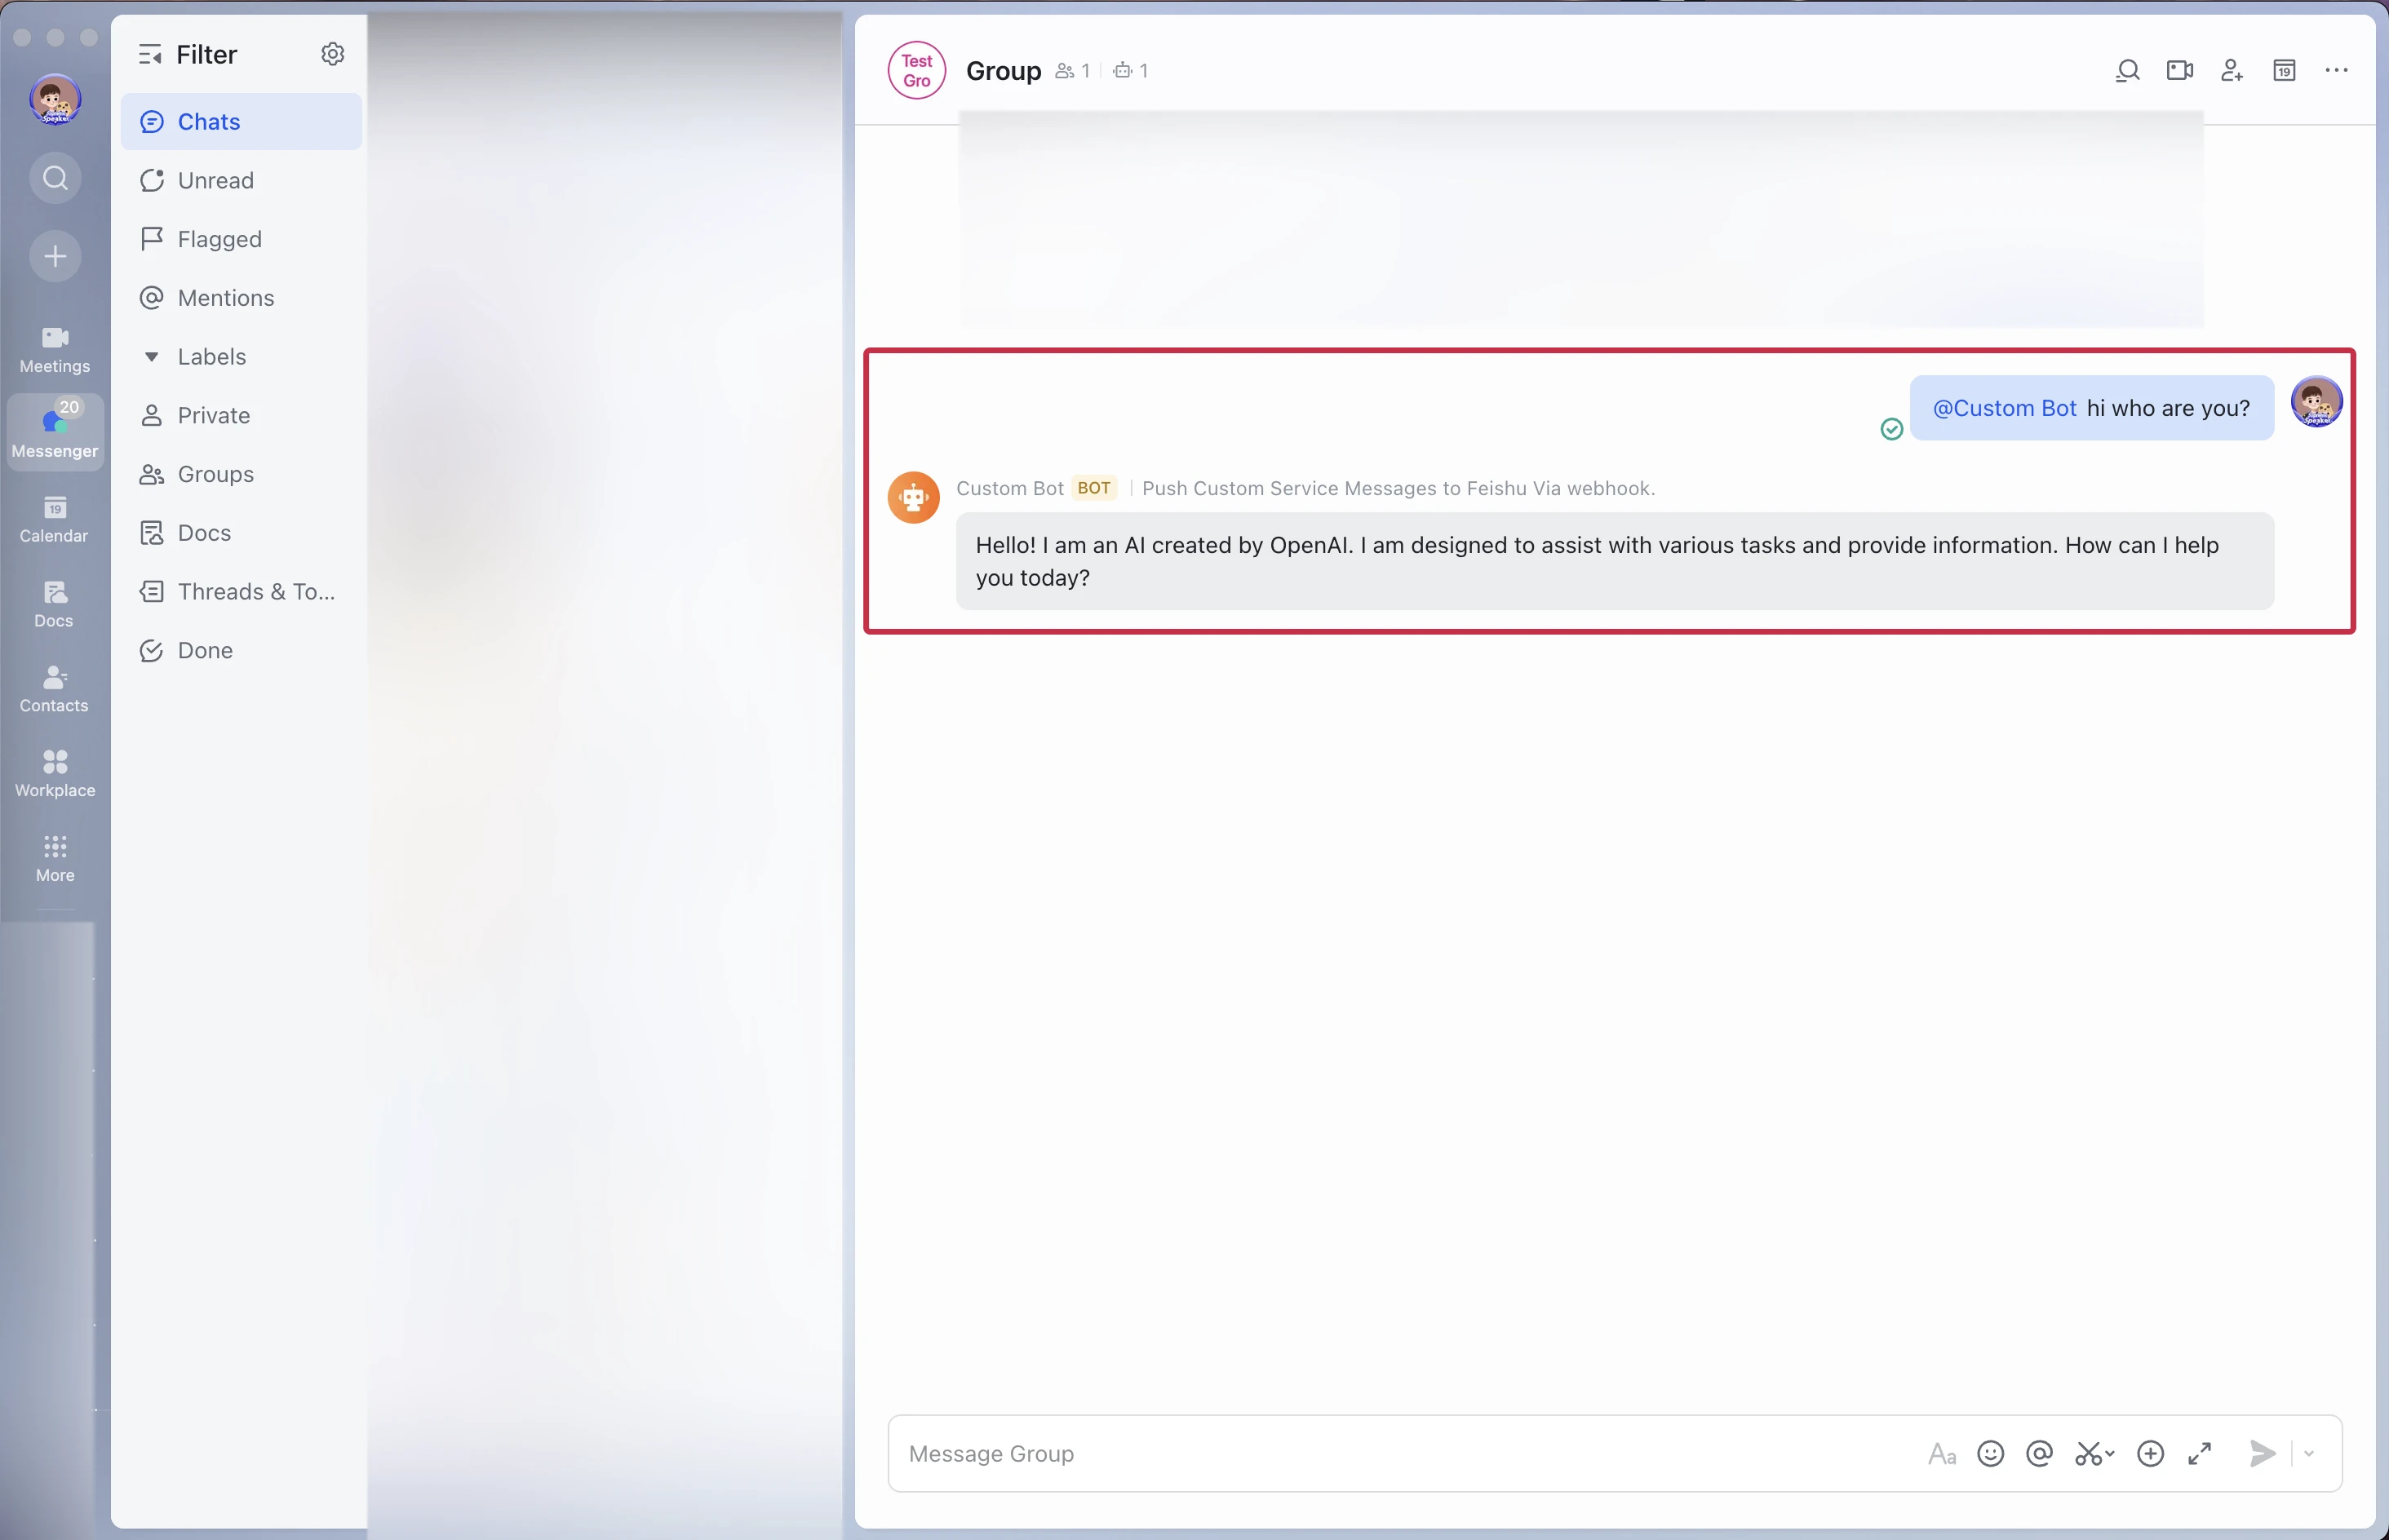 Filter
Chats
Unread
Flagged
Mentions
Labels
Private
Groups
Docs
Threads & To...
Done
20
Meetings
Messenger
19
Calendar
Docs
Contacts
Workplace
More
Test
Gro
Group 1 1
19
@Custom Bot hi who are you?
Custom Bot BOT | Push Custom Service Messages to Feishu Via webhook.
Hello! I am an AI created by OpenAI. I am designed to assist with various tasks and provide information. How can I help
you today?
Message Group
Aa